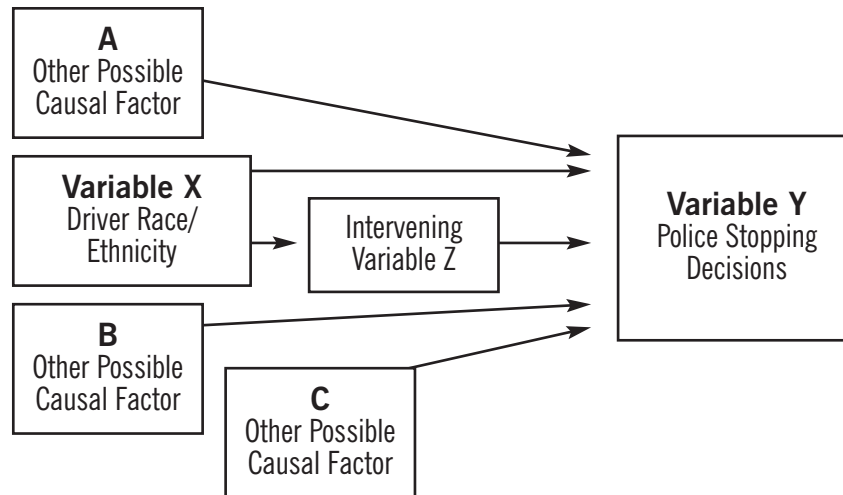 A
Other Possible
Causal Factor
Variable X
Driver Race/
Ethnicity
Intervening
Variable Z
Variable Y
Police Stopping
Decisions
B
Other Possible
Causal Factor
C
Other Possible
Causal Factor